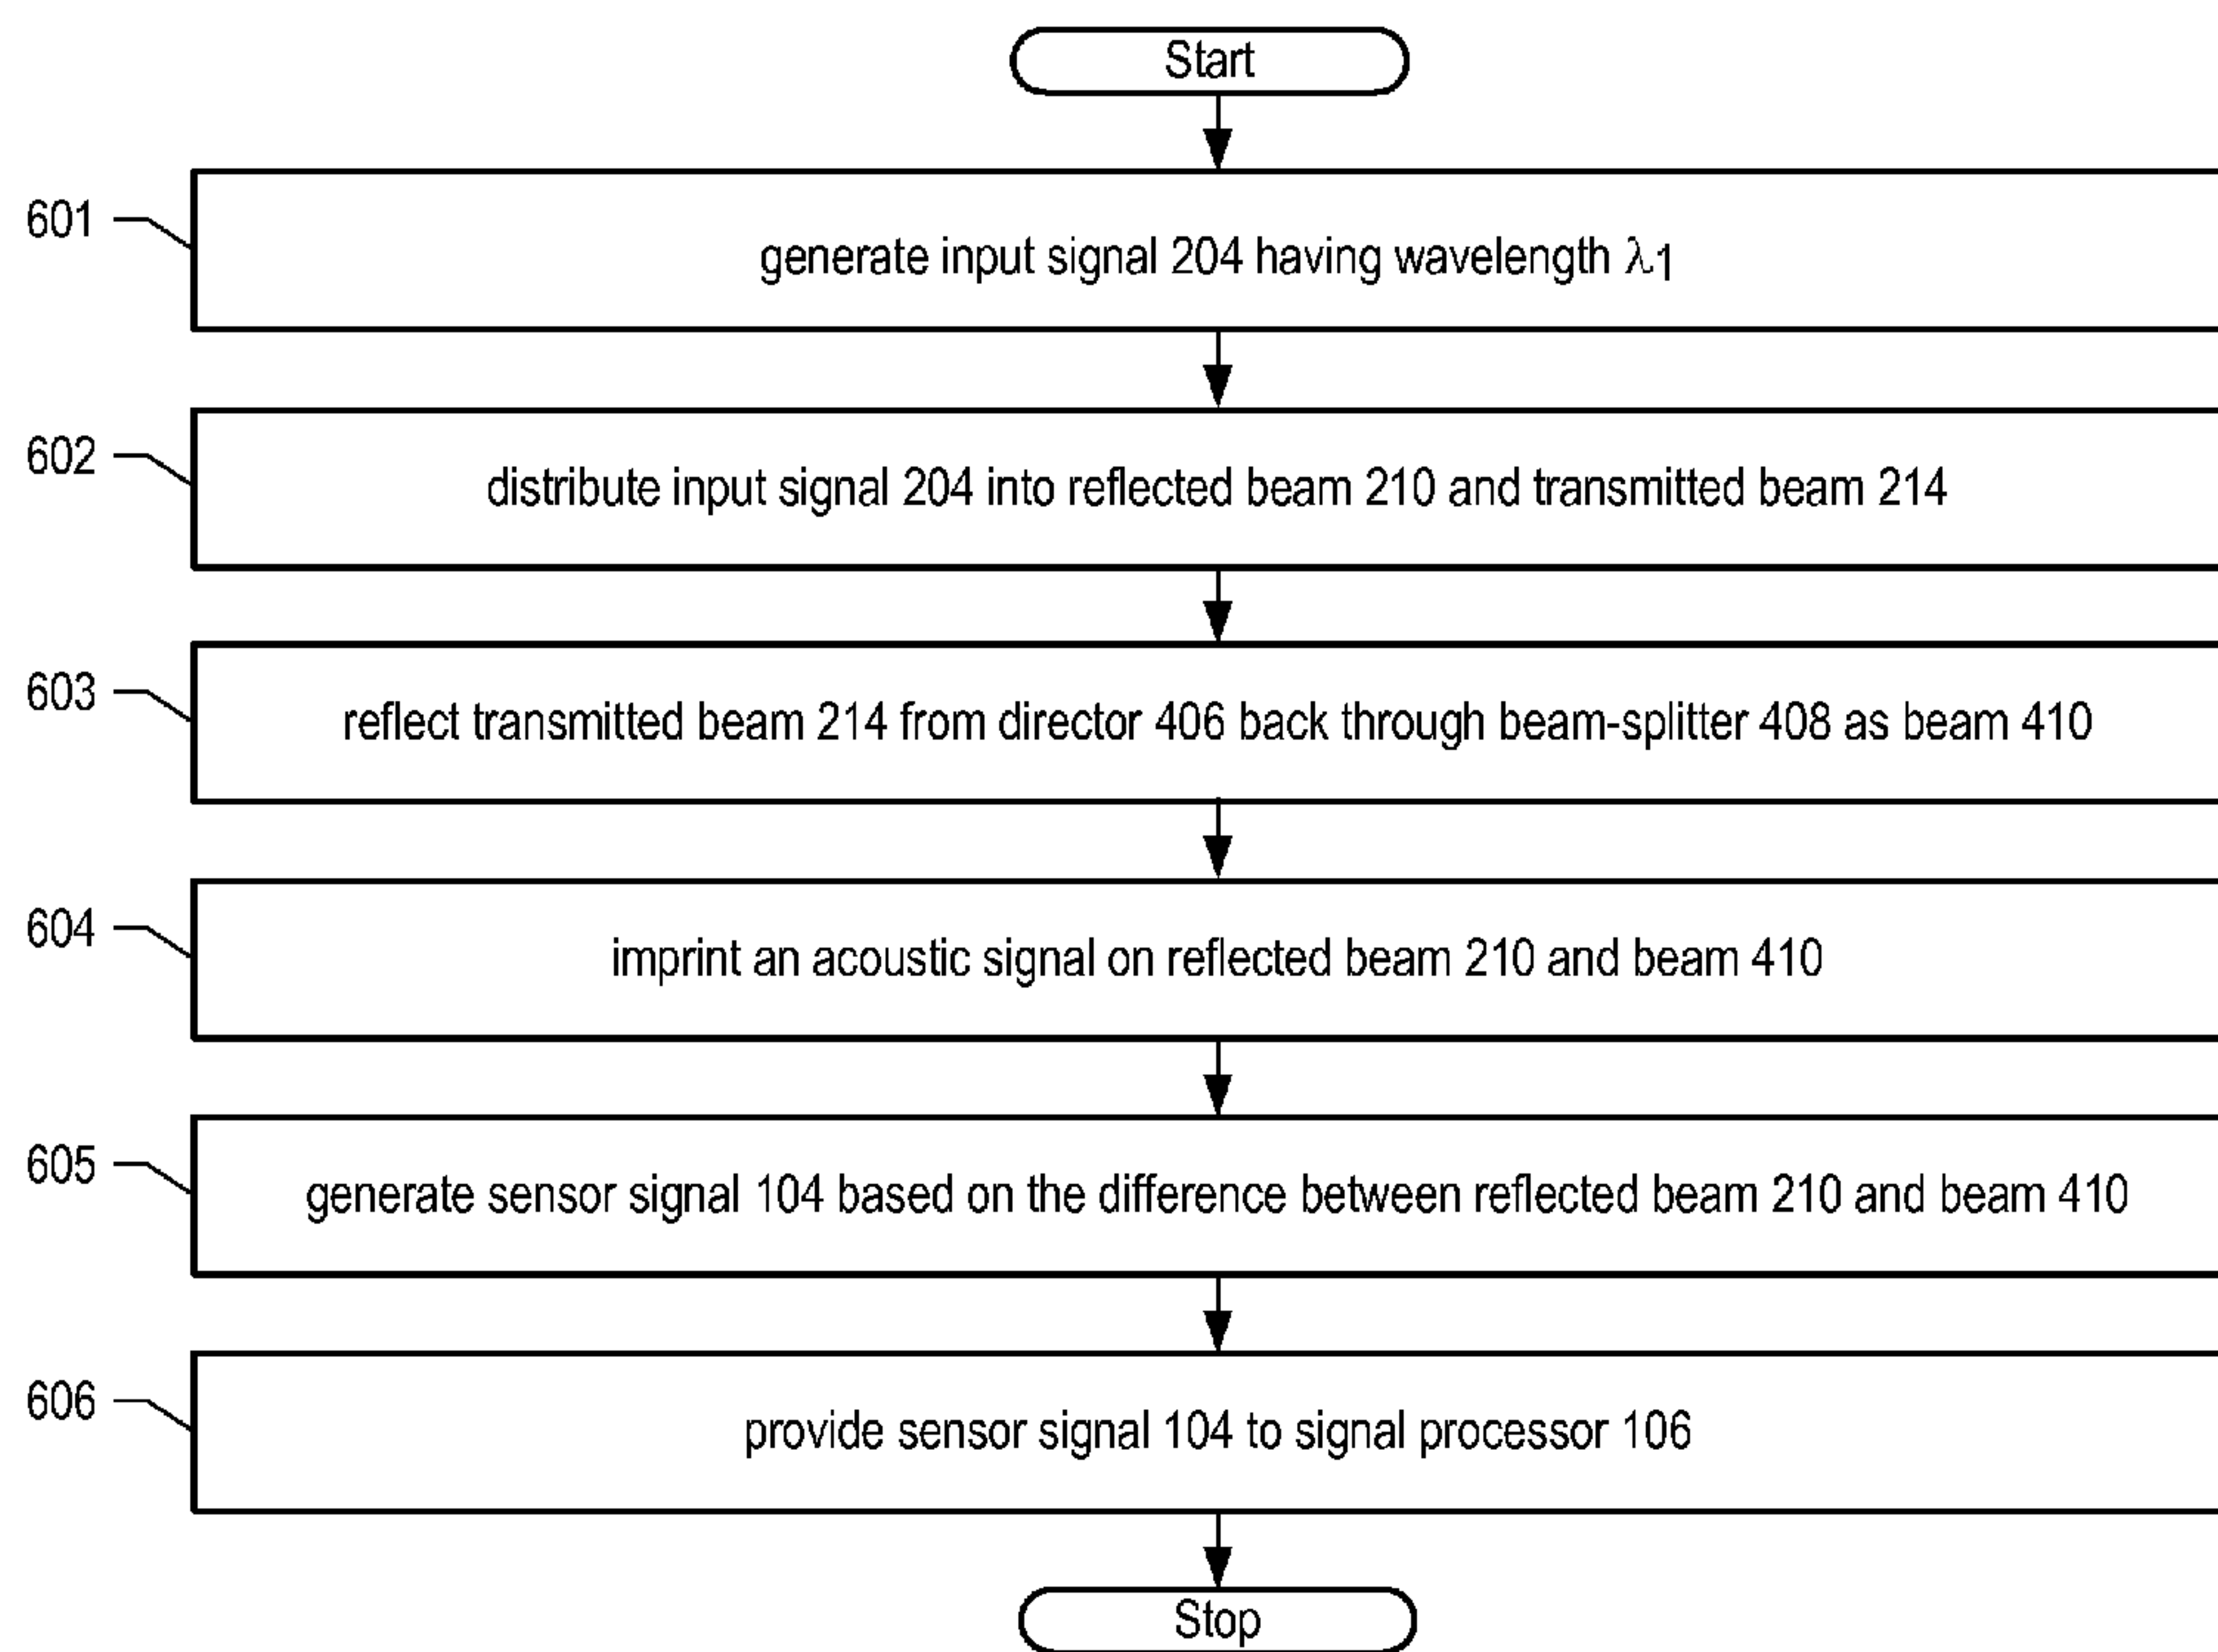 Start
601
generate input signal 204 having wavelength λ1
602
distribute input signal 204 into reflected beam 210 and transmitted beam 214
603
reflect transmitted beam 214 from director 406 back through beam-splitter 408 as beam 410
604
imprint an acoustic signal on reflected beam 210 and beam 410
605
generate sensor signal 104 based on the difference between reflected beam 210 and beam 410
606
provide sensor signal 104 to signal processor 106
Stop